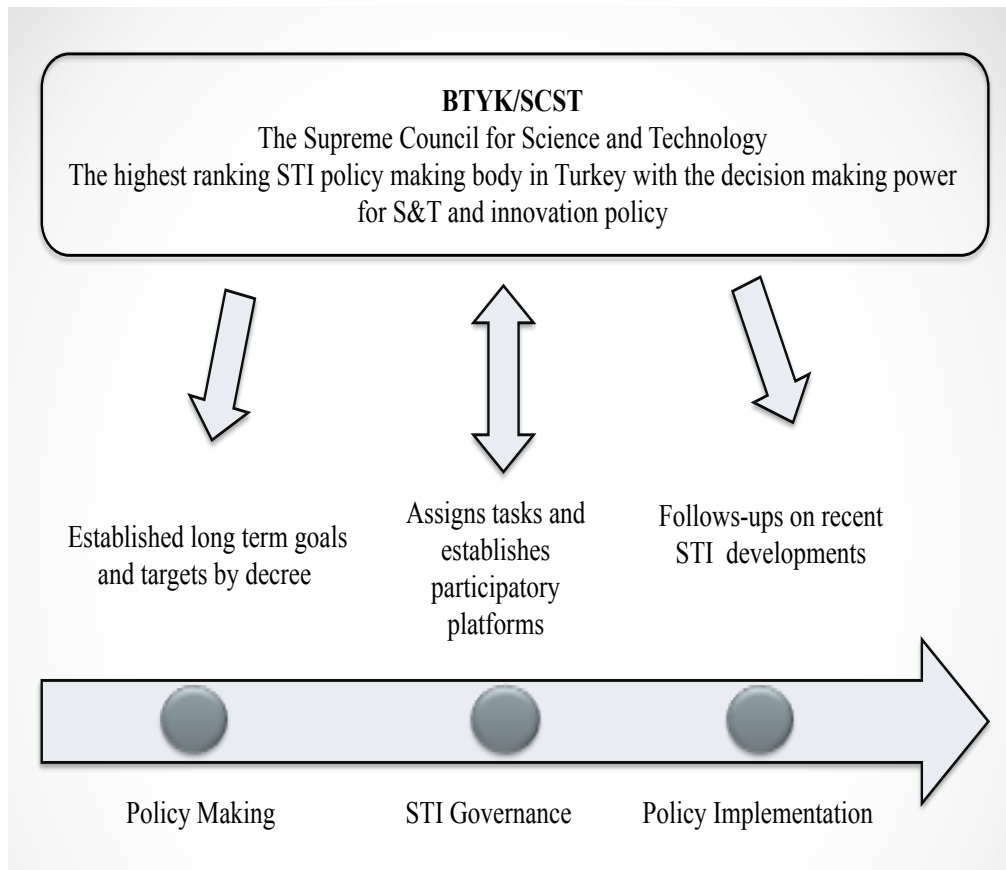 BTYK/SCST
The Supreme Council for Science and Technology
The highest ranking STI policy making body in Turkey with the decision making power
for S&T and innovation policy
Established long term goals
and targets by decree
Assigns tasks and
establishes
participatory
platforms
Follows-ups on recent
STI developments
Policy Making
STI Governance
Policy Implementation